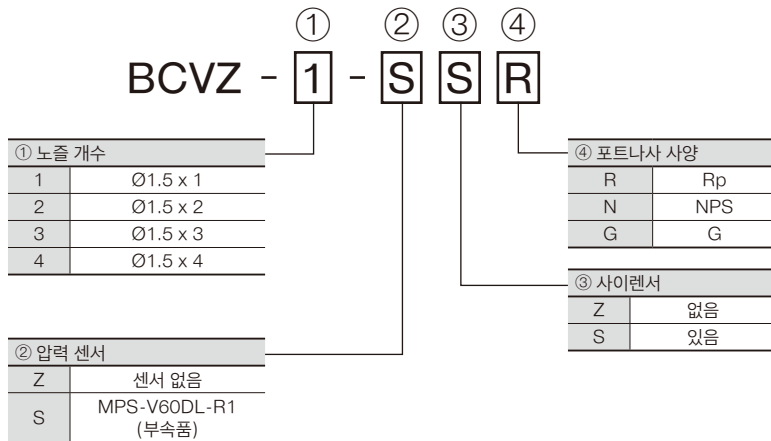 ① ② ③ ④
BCVZ - 1 - S S R
① 노즐 개수
1 Ø1.5 x 1
2 Ø1.5 x 2
3 Ø1.5 x 3
4 Ø1.5 x 4
② 압력 센서
Z 센서 없음
S MPS-V60DL-R1
(부속품)
④ 포트나사 사양
R Rp
N NPS
G G
③ 사이렌서
Z 없음
S 있음